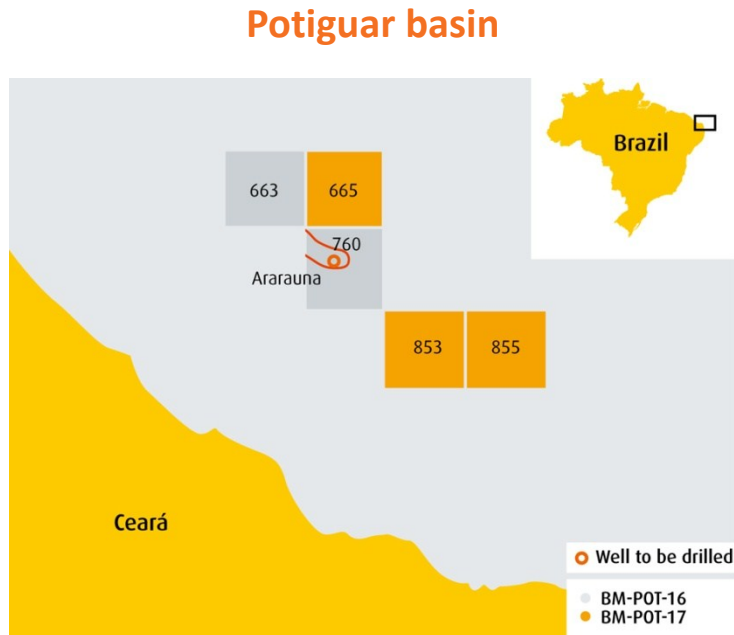 Potiguar basin
Brazil
663
665
760
Ararauna
853
855
Ceará
Well to be drilled
BM-POT-16
BM-POT-17